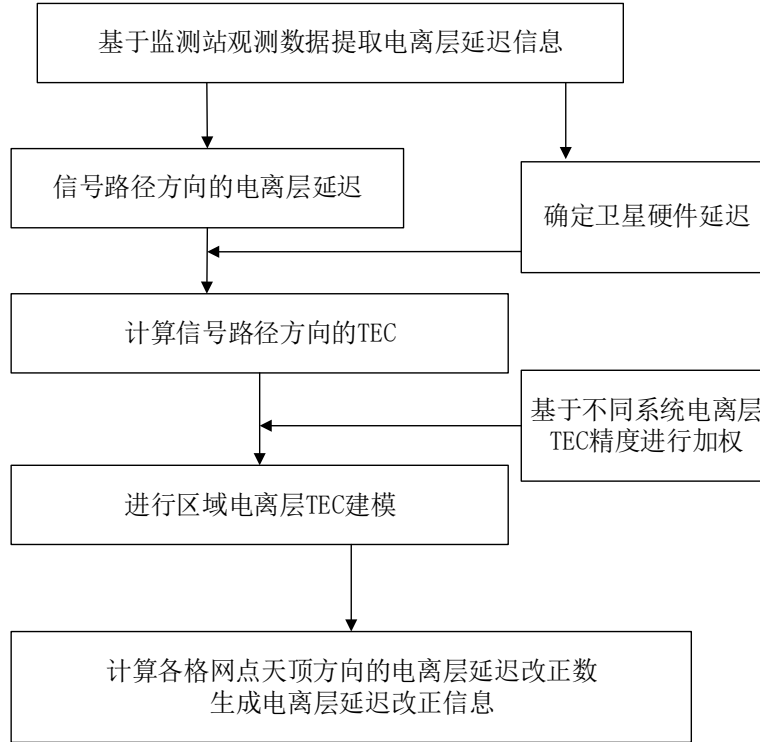 基于监测站观测数据提取电离层延迟信息
信号路径方向的电离层延迟
确定卫星硬件延迟
计算信号路径方向的TEC
基于不同系统电离层
TEC精度进行加权
进行区域电离层TEC建模
计算各格网点天顶方向的电离层延迟改正数
生成电离层延迟改正信息